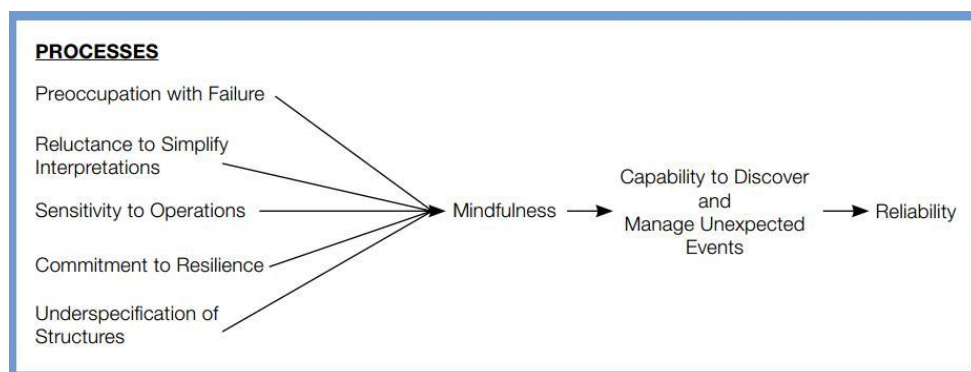 PROCESSES
Preoccupation with Failure
Reluctance to Simplify
Interpretations
Sensitivity to Operations
Commitment to Resilience
Underspecification of
Structures
Mindfulness
Capability to Discover
and
Manage Unexpected
Events
Reliability